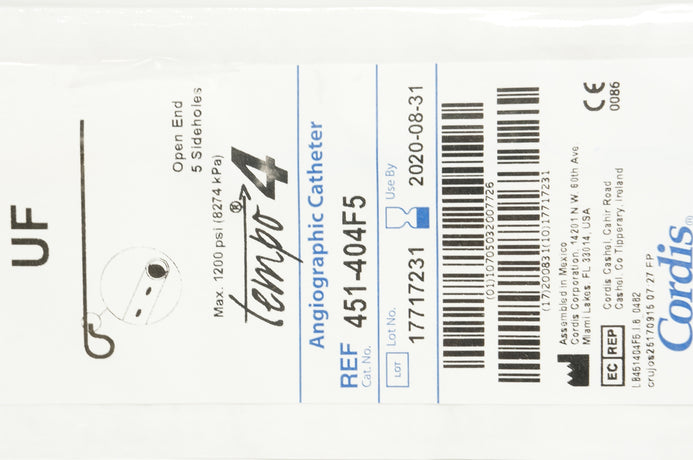 UF
Open End
5 Sideholes
Max. 1200 psi (8274 kPa)
tempo® 4
Angiographic Catheter
REF 451-404F5
Cat. No.
LOT Lot No. Use By
17717231 2020-08-31
(01)10705032007726
(17)200831(10)17717231
Assembled in Mexico
Cordis Corporation, 14201 N.W. 60th Ave
Miami Lakes, FL 33014, USA
CE
0086
EC REP Cordis Cashel, Cahir Road
Cashel, Co Tipperary, Ireland
LB451404F5.I 8 0482
crujos25170915 07 27 FP
Cordis®